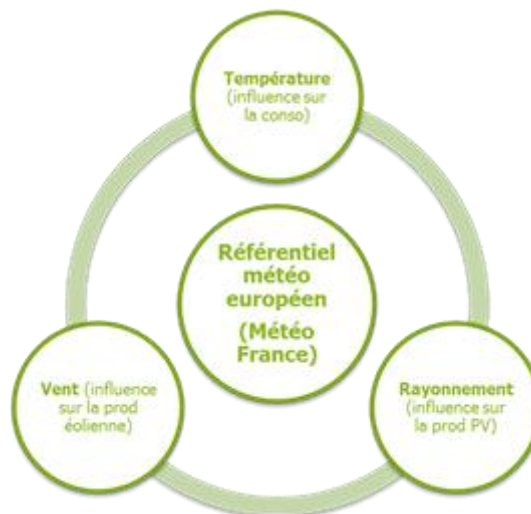 Température
(influence sur
la conso)
Référentiel
météo
européen
(Météo
France)
Vent (influence
sur la prod
éolienne)
Rayonnement
(influence sur
la prod PV)